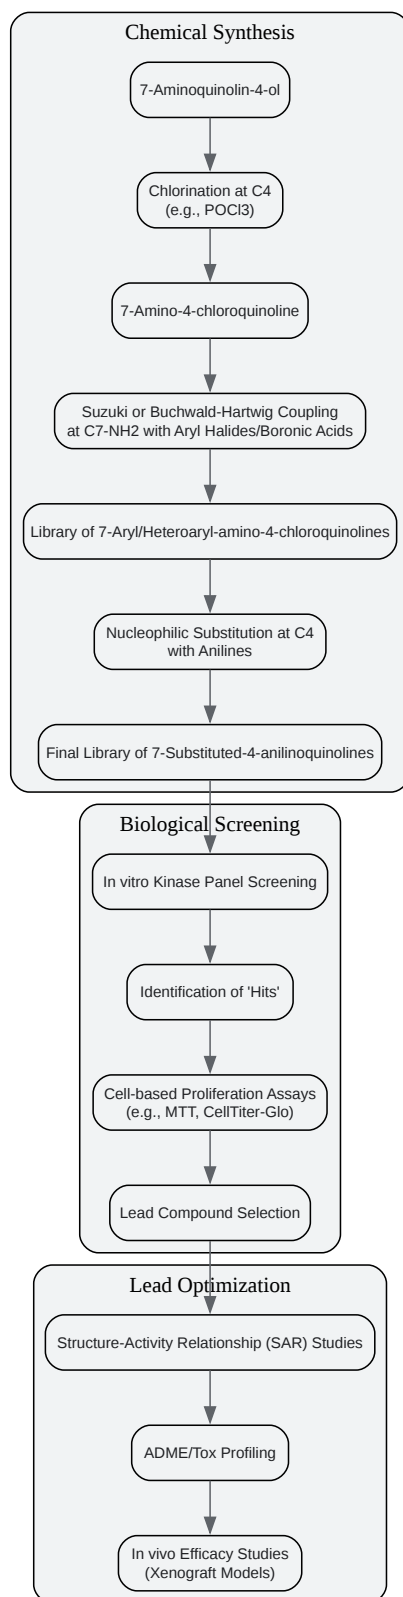 Chemical Synthesis
7-Aminoquinolin-4-ol
Chlorination at C4
(e.g., POCl3)
7-Amino-4-chloroquinoline
Suzuki or Buchwald-Hartwig Coupling
at C7-NH2 with Aryl Halides/Boronic Acids
Library of 7-Aryl/Heteroaryl-amino-4-chloroquinolines
Nucleophilic Substitution at C4
with Anilines
Final Library of 7-Substituted-4-anilinoquinolines
Biological Screening
In vitro Kinase Panel Screening
Identification of 'Hits'
Cell-based Proliferation Assays
(e.g., MTT, CellTiter-Glo)
Lead Compound Selection
Lead Optimization
Structure-Activity Relationship (SAR) Studies
ADME/Tox Profiling
In vivo Efficacy Studies
(Xenograft Models)